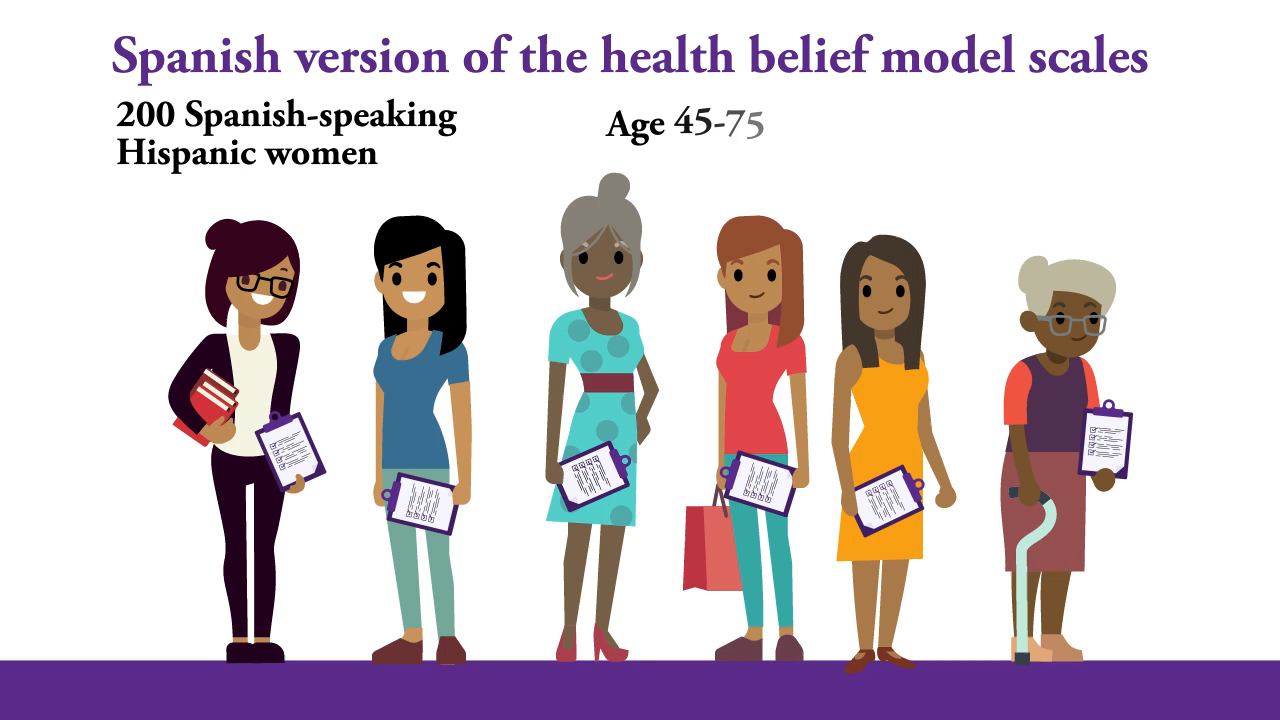 Spanish version of the health belief model scales
200 Spanish-speaking
Hispanic women
Age 45-75